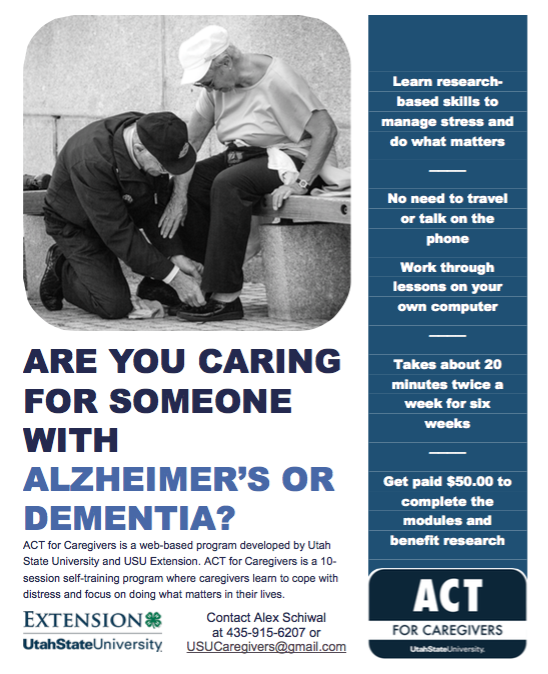 ARE YOU CARING
FOR SOMEONE
WITH
ALZHEIMER'S OR
DEMENTIA?
ACT for Caregivers is a web-based program developed by Utah
State University and USU Extension. ACT for Caregivers is a 10-
session self-training program where caregivers learn to cope with
distress and focus on doing what matters in their lives.
EXTENSION
UtahStateUniversity
Contact Alex Schiwal
at 435-915-6207 or
USUCaregivers@gmail.com
Learn research-
based skills to
manage stress and
do what matters
No need to travel
or talk on the
phone
Work through
lessons on your
own computer
Takes about 20
minutes twice a
week for six
weeks
Get paid $50.00 to
complete the
modules and
benefit research
ACT
FOR CAREGIVERS
UtahStateUniversity.